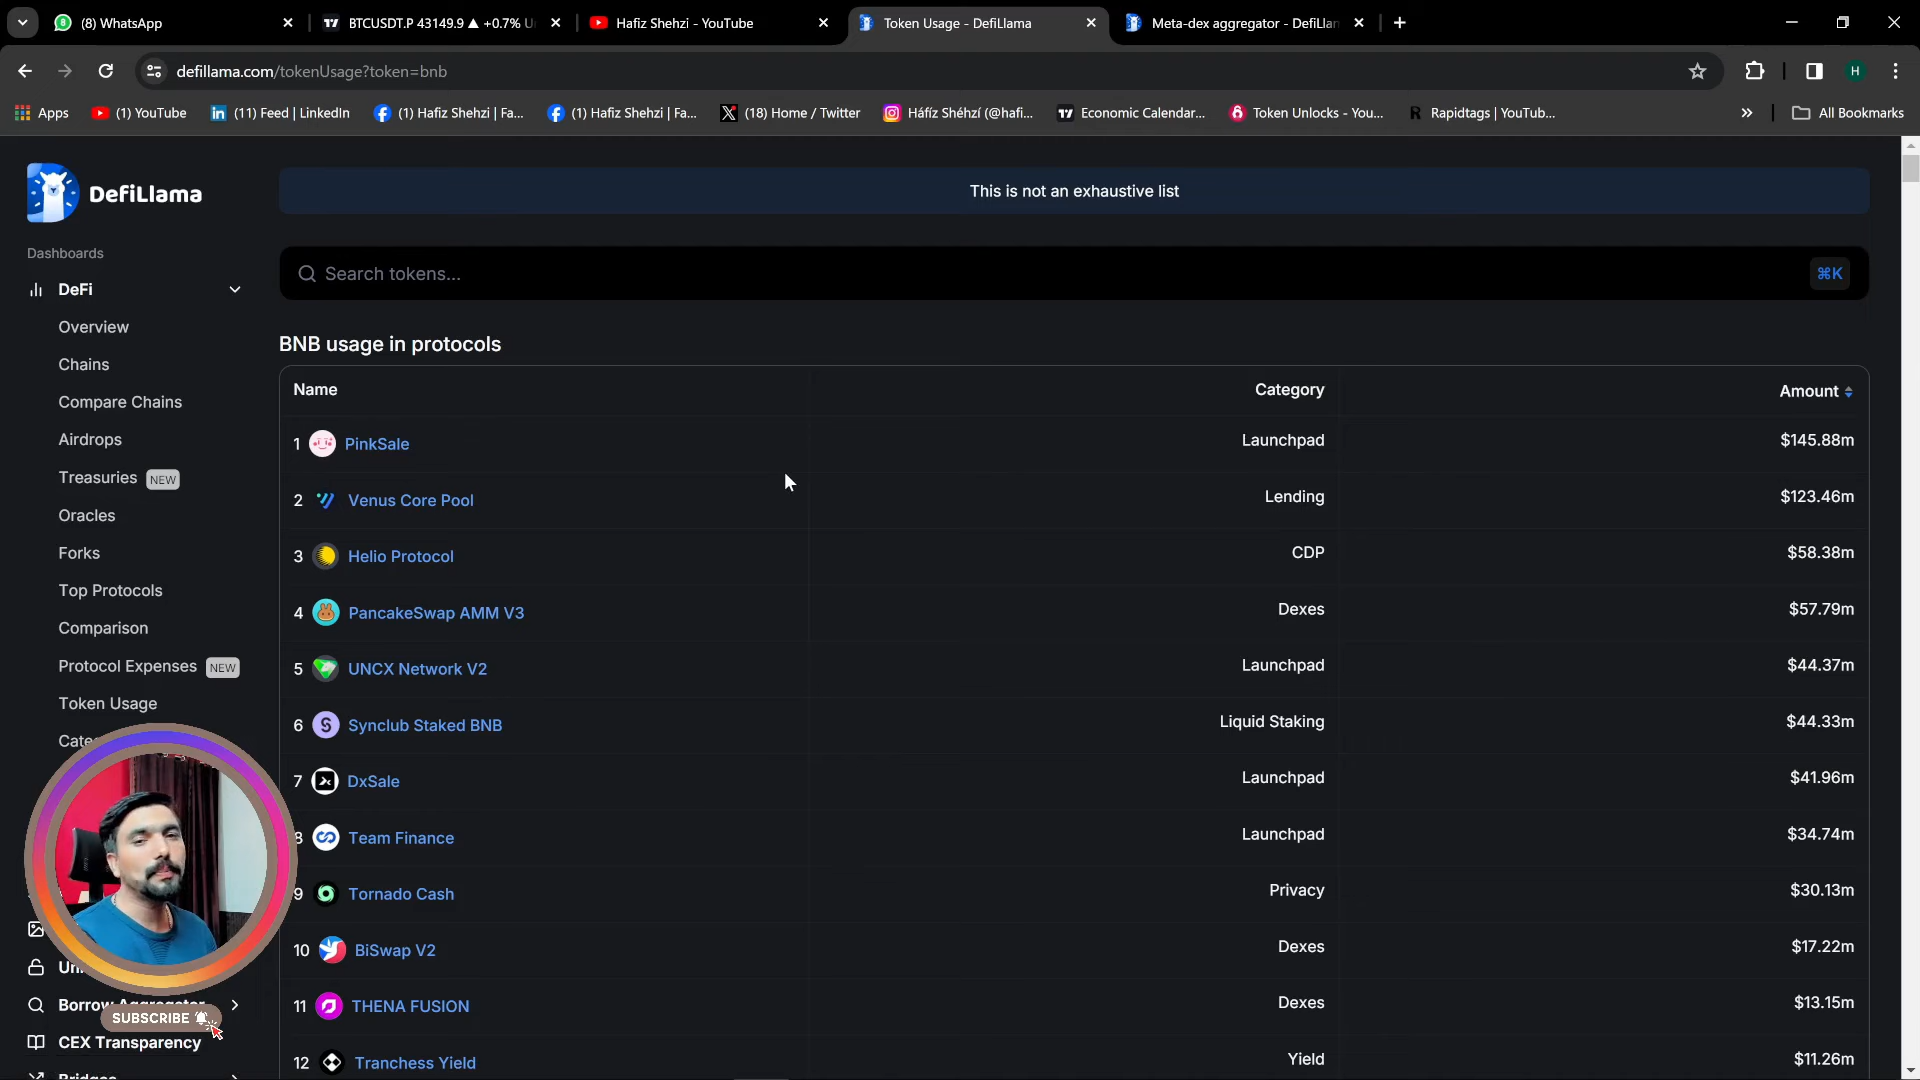 (8) WhatsApp
BTCUSDT.P 43149.9 ▲ +0.7%
Hafiz Shehzi - YouTube
Token Usage - DefiLlama
Meta-dex aggregator - DefiLlam
defillama.com/tokenUsage?token=bnb
H
Apps
(1) YouTube
(11) Feed | LinkedIn
(1) Hafiz Shehzi | Fa...
(1) Hafiz Shehzi | Fa...
(18) Home / Twitter
Háfíz Shéhzí (@hafi...
Economic Calendar...
Token Unlocks - You...
Rapidtags | YouTub...
All Bookmarks
DefiLlama
This is not an exhaustive list
Search tokens...
⌘K
Dashboards
DeFi
Overview
Chains
Compare Chains
Airdrops
Treasuries NEW
Oracles
Forks
Top Protocols
Comparison
Protocol Expenses NEW
Token Usage
Borrow Aggregator
SUBSCRIBE
CEX Transparency
Bridges
BNB usage in protocols
Name Category Amount
1 PinkSale Launchpad $145.88m
2 Venus Core Pool Lending $123.46m
3 Helio Protocol CDP $58.38m
4 PancakeSwap AMM V3 Dexes $57.79m
5 UNCX Network V2 Launchpad $44.37m
6 Synclub Staked BNB Liquid Staking $44.33m
7 DxSale Launchpad $41.96m
8 Team Finance Launchpad $34.74m
9 Tornado Cash Privacy $30.13m
10 BiSwap V2 Dexes $17.22m
11 THENA FUSION Dexes $13.15m
12 Tranchess Yield Yield $11.26m